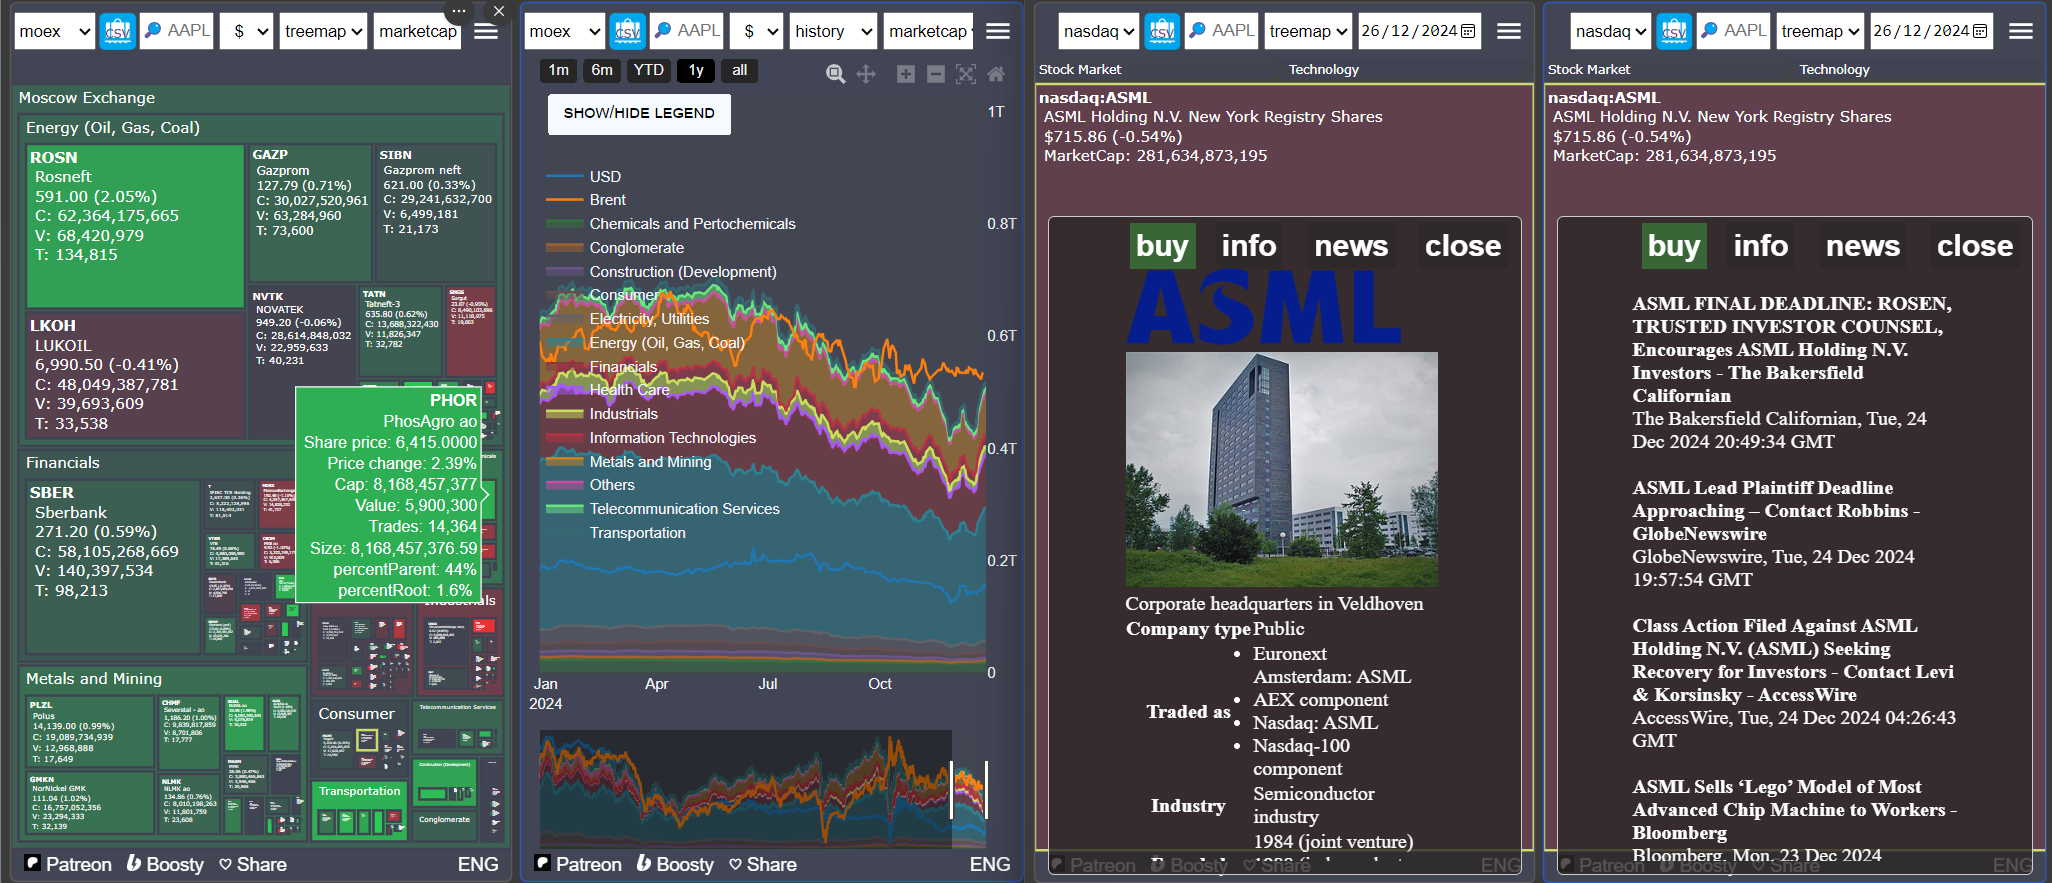 moex
CSV
AAPL
$
treemap
marketcap
Moscow Exchange
Energy (Oil, Gas, Coal)
ROSN
Rosneft
591.00 (2.05%)
C: 62,364,175,665
V: 68,420,979
T: 134,815
GAZP
Gazprom
127.79 (0.71%)
C: 30,027,520,961
V: 63,284,960
T: 73,600
SIBN
Gazprom neft
621.00 (0.33%)
C: 29,241,632,700
V: 6,499,181
T: 21,173
LKOH
LUKOIL
6,990.50 (-0.41%)
C: 48,049,387,781
V: 39,693,609
T: 33,538
NVTK
NOVATEK
949.20 (-0.06%)
C: 28,614,848,032
V: 22,959,633
T: 40,231
TATN
Tatneft-3
635.80 (0.62%)
C: 13,688,322,430
V: 11,826,347
T: 32,782
SNGS
Surgut
PHOR
PhosAgro ao
Share price: 6,415.0000
Price change: 2.39%
Cap: 8,168,457,377
Value: 5,900,300
Trades: 14,364
Size: 8,168,457,376.59
percentParent: 44%
percentRoot: 1.6%
Financials
SBER
Sberbank
271.20 (0.59%)
C: 58,105,268,669
V: 140,397,534
T: 98,213
Metals and Mining
PLZL
Polus
14,139.00 (0.99%)
C: 19,089,734,939
V: 12,968,888
T: 17,649
CHMF
Severstal - ao
1,186.20 (1.00%)
C: 9,839,817,859
V: 8,701,806
T: 17,777
GMKN
NorNickel GMK
111.04 (1.02%)
C: 16,757,052,356
V: 23,294,333
T: 32,139
NLMK
NLMK ao
134.86 (0.76%)
C: 8,010,198,263
V: 11,801,759
T: 23,608
Consumer
Telecommunication Services
Construction (Development)
Transportation
Conglomerate
Patreon
Boosty
Share
ENG
moex
CSV
AAPL
$
history
marketcap
1m
6m
YTD
1y
all
SHOW/HIDE LEGEND
USD
Brent
Chemicals and Pertochemicals
Conglomerate
Construction (Development)
Consumer
Electricity, Utilities
Energy (Oil, Gas, Coal)
Financials
Health Care
Industrials
Information Technologies
Metals and Mining
Others
Telecommunication Services
Transportation
1T
0.8T
0.6T
0.4T
0.2T
0
Jan
2024
Apr
Jul
Oct
Patreon
Boosty
Share
ENG
nasdaq
CSV
AAPL
treemap
26/12/2024
Stock Market
Technology
nasdaq:ASML
ASML Holding N.V. New York Registry Shares
$715.86 (-0.54%)
MarketCap: 281,634,873,195
buy
info
news
close
ASML
Corporate headquarters in Veldhoven
Company type Public
Traded as
• Euronext
Amsterdam: ASML
• AEX component
• Nasdaq: ASML
• Nasdaq-100
component
Industry
Semiconductor
industry
1984 (joint venture)
Patreon
Boosty
Share
ENG
nasdaq
CSV
AAPL
treemap
26/12/2024
Stock Market
Technology
nasdaq:ASML
ASML Holding N.V. New York Registry Shares
$715.86 (-0.54%)
MarketCap: 281,634,873,195
buy
info
news
close
ASML FINAL DEADLINE: ROSEN,
TRUSTED INVESTOR COUNSEL,
Encourages ASML Holding N.V.
Investors - The Bakersfield
Californian
The Bakersfield Californian, Tue, 24
Dec 2024 20:49:34 GMT
ASML Lead Plaintiff Deadline
Approaching – Contact Robbins -
GlobeNewswire
GlobeNewswire, Tue, 24 Dec 2024
19:57:54 GMT
Class Action Filed Against ASML
Holding N.V. (ASML) Seeking
Recovery for Investors - Contact Levi
& Korsinsky - AccessWire
AccessWire, Tue, 24 Dec 2024 04:26:43
GMT
ASML Sells ‘Lego’ Model of Most
Advanced Chip Machine to Workers -
Bloomberg
Bloomberg, Mon, 23 Dec 2024
Patreon
Boosty
Share
ENG